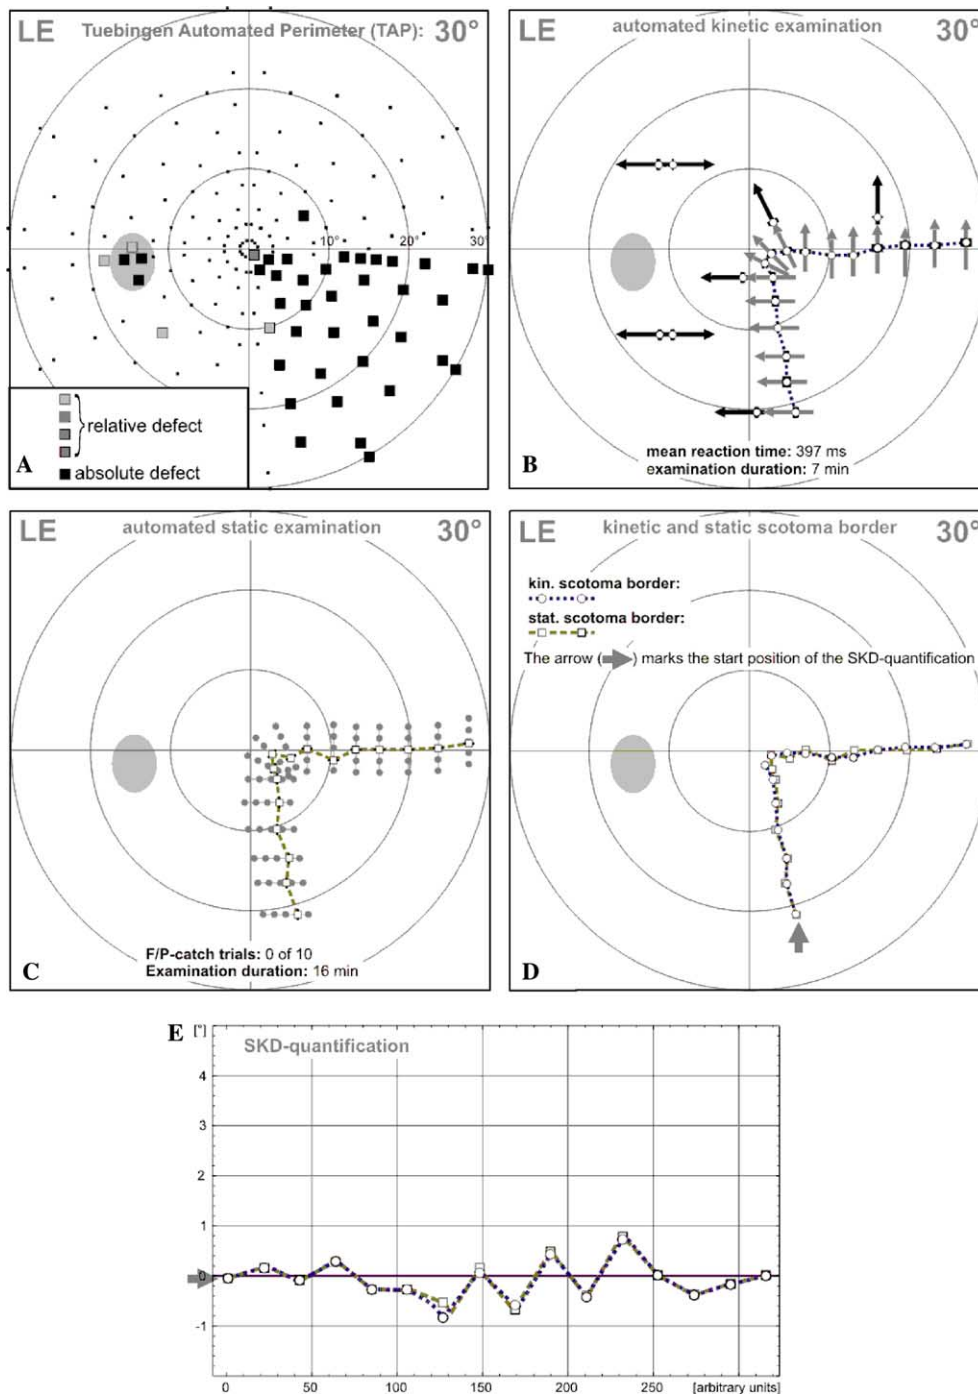 LE Tuebingen Automated Perimeter (TAP): 30°
10° 20° 30°
relative defect
A absolute defect
LE automated kinetic examination 30°
mean reaction time: 397 ms
B examination duration: 7 min
LE automated static examination 30°
F/P-catch trials: 0 of 10
C Examination duration: 16 min
LE kinetic and static scotoma border 30°
kin. scotoma border:
stat. scotoma border:
The arrow ( ) marks the start position of the SKD-quantification
D
E [°] SKD-quantification
4
3
2
1
0
-1
0 50 100 150 200 250 [arbitrary units]